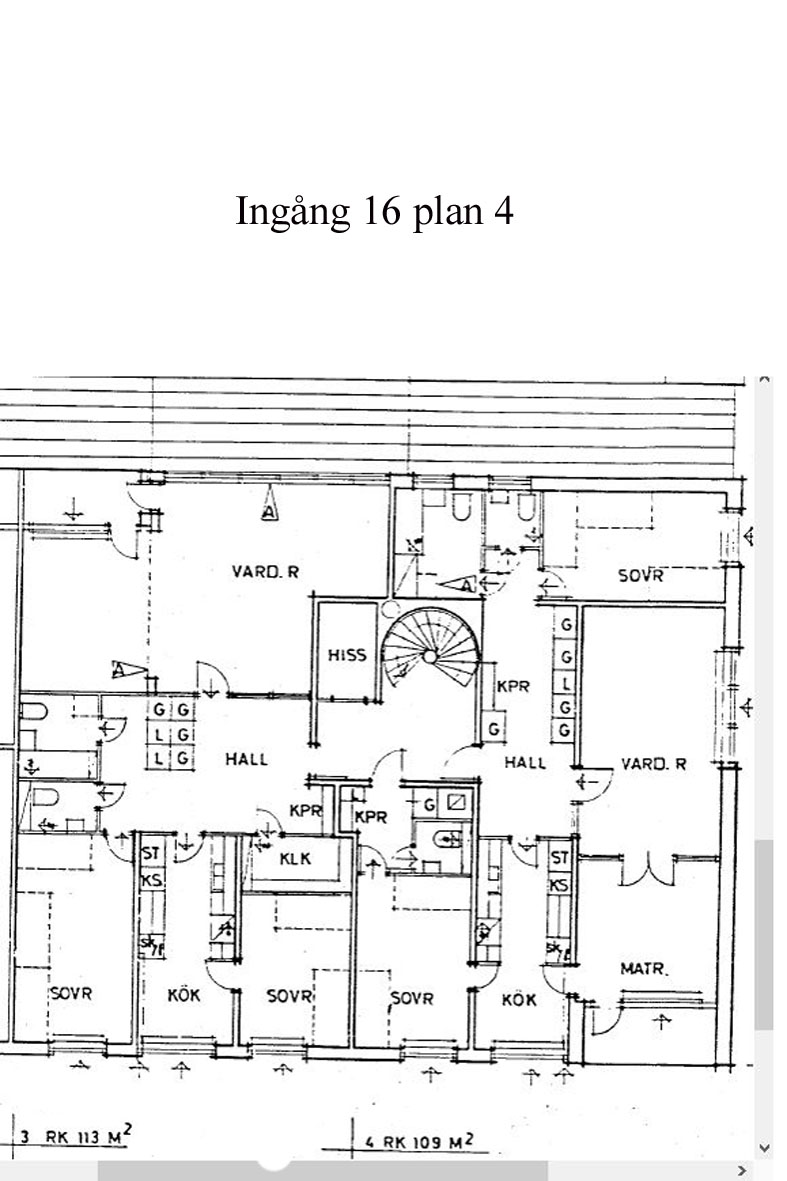 Ingång 16 plan 4
A
VARD. R
SOVR
A
HISS
G
G
KPR
L
A
G G
G
G
L G
G
HALL
HALL
VARD. R
L G
KPR
L
KPR
G
ST
KLK
ST
KS
KS
SK/F
SK/F
MATR.
SOVR
KÖK
SOVR
SOVR
KÖK
3 RK 113 M²
4 RK 109 M²